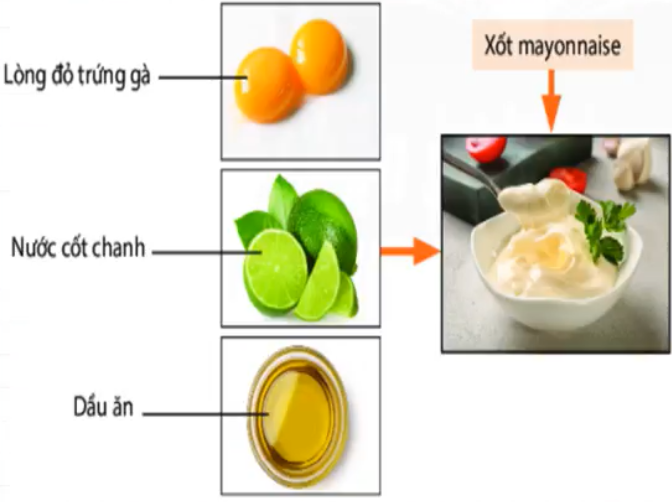 Xốt mayonnaise
Lòng đỏ trứng gà
Nước cốt chanh
Dầu ăn